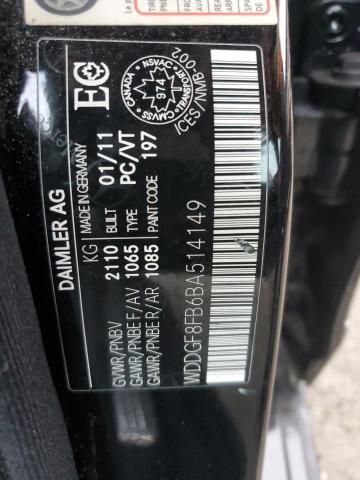 DAIMLER AG
MADE IN GERMANY
KG
GVWR/PNBV 2110 BUILT 01/11
GAWR/PNBE F/AV 1065 TYPE PC/VT
GAWR/PNBE R/AR 1085 PAINT CODE 197
WDDGF8FB6BA514149
EC
NSVAC
CANADA
TRANSPORT
974
CMVSS
ICES/NMB-002